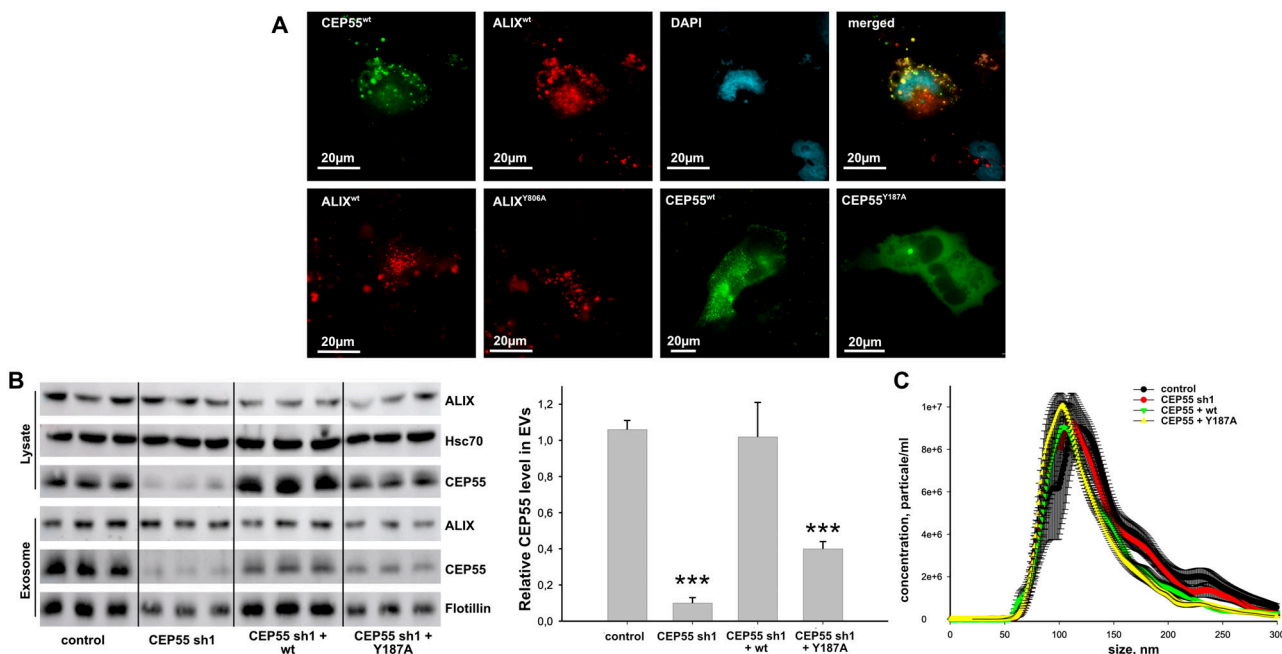 A
CEP55wt
ALIXwt
DAPI
merged
20μm
20μm
20μm
20μm
ALIXwt
ALIXY806A
CEP55wt
CEP55Y187A
20μm
20μm
20μm
20μm
B
Lysate
ALIX
Hsc70
CEP55
Exosome
ALIX
CEP55
Flotillin
control
CEP55 sh1
CEP55 sh1 +
wt
CEP55 sh1 +
Y187A
Relative CEP55 level in EVs
1,2
1,0
0,8
0,6
0,4
0,2
0,0
***
***
control
CEP55 sh1
CEP55 sh1
+ wt
CEP55 sh1
+ Y187A
C
control
CEP55 sh1
CEP55 + wt
CEP55 + Y187A
concentration, particale/ml
1e+7
8e+6
6e+6
4e+6
2e+6
0
0
50
100
150
200
250
300
size, nm